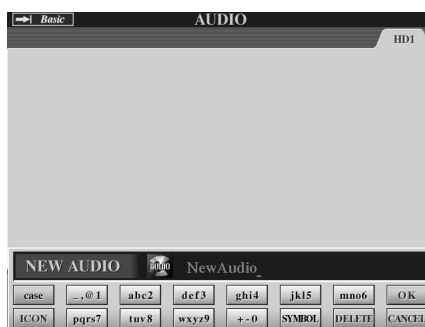 Basic AUDIO
HD1
NEW AUDIO AUDIO NewAudio_
case _,@1 abc2 def3 ghi4 jkl5 mno6 OK
ICON pqrs7 tuv8 wxyz9 +-0 SYMBOL DELETE CANCEL